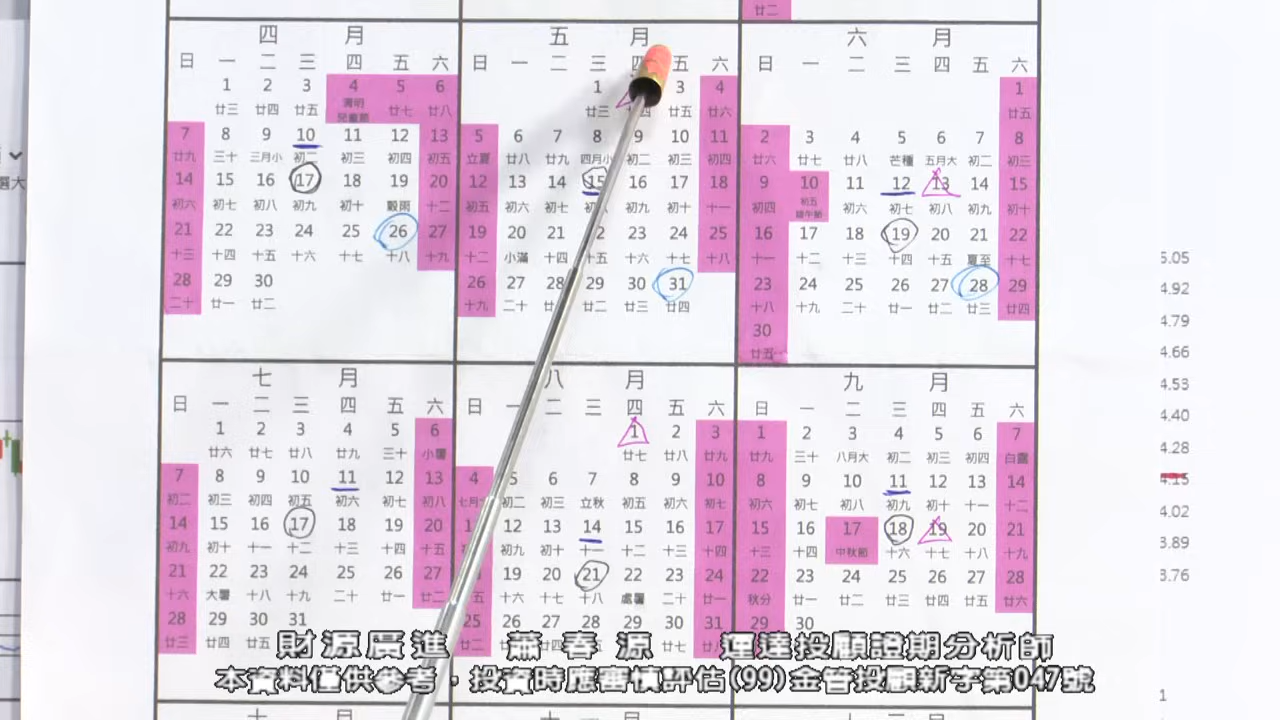 廿二
四 月 五 月 六 月
日 一 二 三 四 五 六 日 一 二 三 五 六 日 一 二 三 四 五 六
1 2 3 4 5 6 1 3 4 1
廿三 廿四 廿五 清明 兒童節 廿七 廿八 廿三 廿五 廿六 廿五
7 8 9 10 11 12 13 5 6 7 8 9 10 11 2 3 4 5 6 7 8
廿九 三十 三月小 初二 初三 初四 初五 立夏 廿八 廿九 四月小 初二 初三 初四 廿六 廿七 廿八 芒種 五月大 初二 初三
選大
14 15 16 17 18 19 20 12 13 14 15 16 17 18 9 10 11 12 13 14 15
初六 初七 初八 初九 初十 穀雨 十二 初五 初六 初七 初八 初九 初十 十一 初四 初五 端午節 初六 初七 初八 初九 初十
21 22 23 24 25 26 27 19 20 21 23 24 25 16 17 18 19 20 21 22
十三 十四 十五 十六 十七 十八 十九 十二 小滿 十四 十五 十六 十七 十八 十一 十二 十三 十四 十五 夏至 十七
28 29 30 26 27 28 29 30 31 23 24 25 26 27 28 29
二十 廿一 廿二 十九 二十 廿二 廿三 廿四 十八 十九 二十 廿一 廿二 廿三 廿四
30
廿五
七 月 八 月 九 月
日 一 二 三 四 五 六 日 二 三 四 五 六 日 一 二 三 四 五 六
1 2 3 4 5 6 1 2 3 1 2 3 4 5 6 7
廿六 廿七 廿八 廿九 三十 小暑 廿七 廿八 廿九 廿九 三十 八月大 初二 初三 初四 白露
7 8 9 10 11 12 13 4 5 6 7 8 9 10 8 9 10 11 12 13 14
初二 初三 初四 初五 初六 初七 初八 初二 初三 立秋 初五 初六 初七 初六 初七 初八 初九 初十 十二
14 15 16 17 18 19 20 12 13 14 15 16 17 15 16 17 18 19 20 21
初九 初十 十一 十二 十三 十四 十五 初九 初十 十一 十二 十三 十四 十三 十四 中秋節 十六 十七 十八 十九
21 22 23 24 25 26 27 19 20 21 22 23 24 22 23 24 25 26 27 28
十六 大暑 十八 十九 二十 廿一 廿二 十六 十七 十八 處暑 二十 廿一 秋分 廿一 廿二 廿三 廿四 廿五 廿六
28 29 30 31 25 26 27 28 29 30 31 29 30
廿三 廿四 廿五
5.05
4.92
4.79
4.66
4.53
4.40
4.28
4.15
4.02
3.89
3.76
財源廣進 蕭春源 運達投顧證期分析師
本資料僅供參考，投資時應審慎評估(99)金管投顧新字第047號